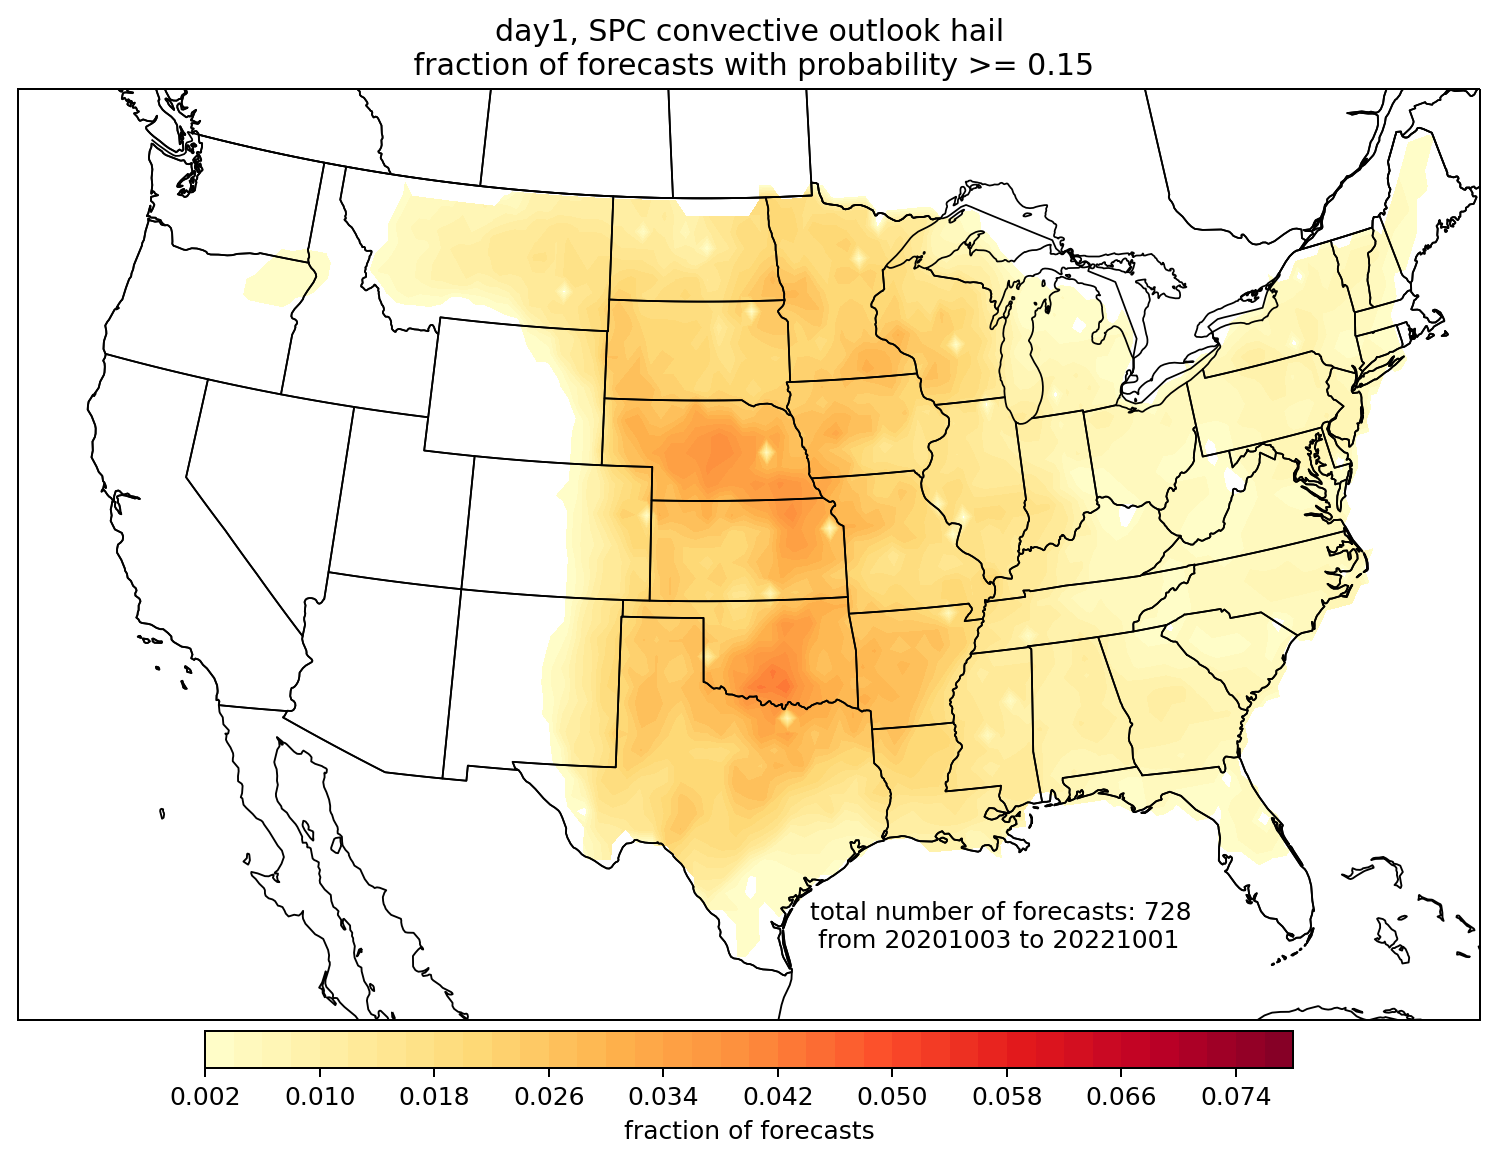 day1, SPC convective outlook hail
fraction of forecasts with probability >= 0.15
total number of forecasts: 728
from 20201003 to 20221001
0.002 0.010 0.018 0.026 0.034 0.042 0.050 0.058 0.066 0.074
fraction of forecasts